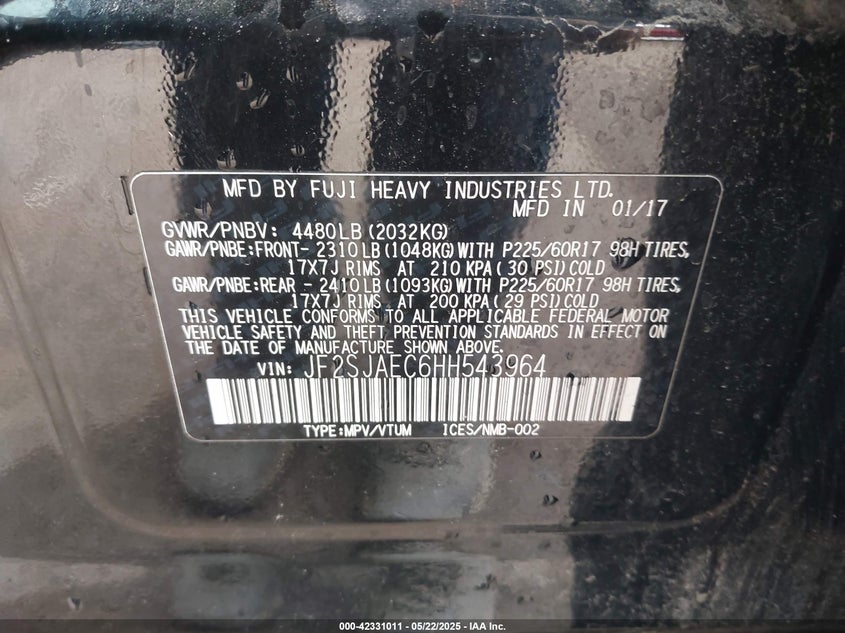 MFD BY FUJI HEAVY INDUSTRIES LTD.
MFD IN 01/17
GVWR/PNBV: 4480LB (2032KG)
GAWR/PNBE:FRONT- 2310LB (1048KG) WITH P225/60R17 98H TIRES,
17X7J RIMS AT 210 KPA ( 30 PSI) COLD
GAWR/PNBE:REAR - 2410LB (1093KG) WITH P225/60R17 98H TIRES,
17X7J RIMS AT 200 KPA ( 29 PSI) COLD
THIS VEHICLE CONFORMS TO ALL APPLICABLE FEDERAL MOTOR
VEHICLE SAFETY AND THEFT PREVENTION STANDARDS IN EFFECT ON
THE DATE OF MANUFACTURE SHOWN ABOVE.
VIN: JF2SJAEC6HH543964
TYPE:MPV/VTUM ICES/NMB-002
000-42331011 - 05/22/2025 - IAA Inc.